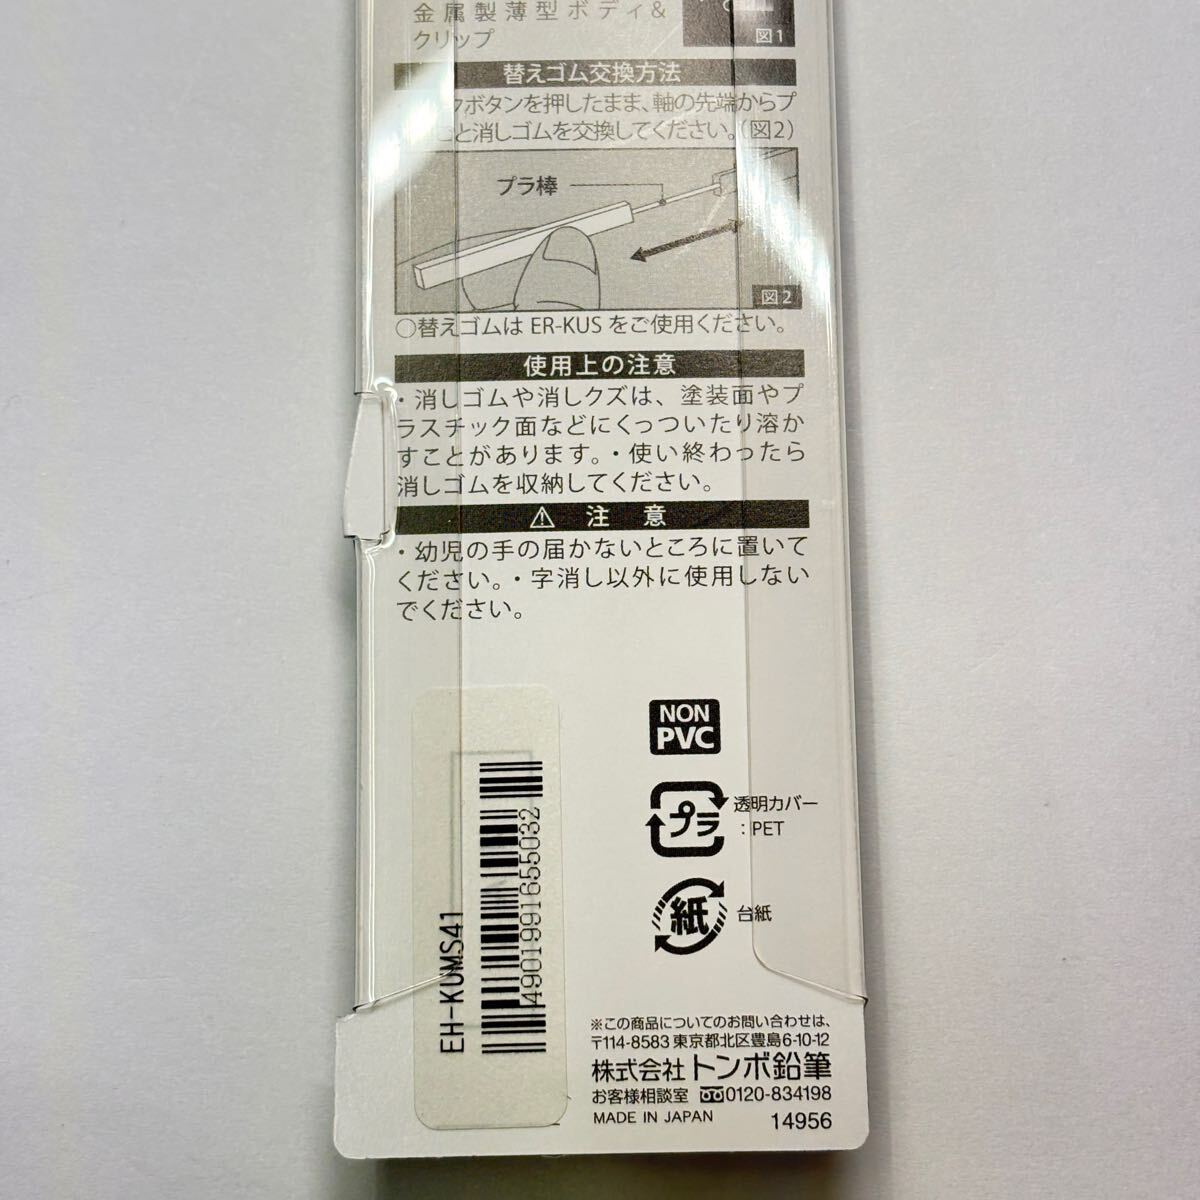 金属製薄型ボディ&
クリップ
図1
替えゴム交換方法
クボタンを押したまま、軸の先端からプ
と消しゴムを交換してください。(図2)
プラ棒
図2
○替えゴムは ER-KUS をご使用ください。
使用上の注意
・消しゴムや消しクズは、塗装面やプ
ラスチック面などにくっついたり溶か
すことがあります。・使い終わったら
消しゴムを収納してください。
⚠ 注 意
・幼児の手の届かないところに置いて
ください。・字消し以外に使用しない
でください。
NON
PVC
プラ
透明カバー
:PET
紙
台紙
EH-KUMS41
4901991655032
※この商品についてのお問い合わせは、
〒114-8583 東京都北区豊島6-10-12
株式会社 トンボ鉛筆
お客様相談室 0120-834198
MADE IN JAPAN
14956